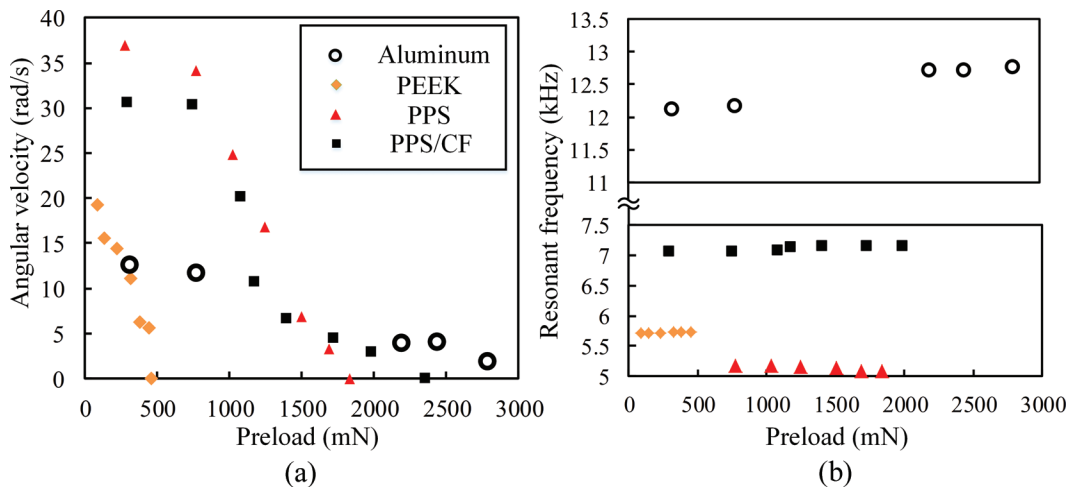 40
35
30
25
20
15
10
5
0
Angular velocity (rad/s)
Aluminum
PEEK
PPS
PPS/CF
0 500 1000 1500 2000 2500 3000
Preload (mN)
(a)
13.5
13
12.5
12
11.5
11
7.5
7
6.5
6
5.5
5
Resonant frequency (kHz)
0 500 1000 1500 2000 2500 3000
Preload (mN)
(b)